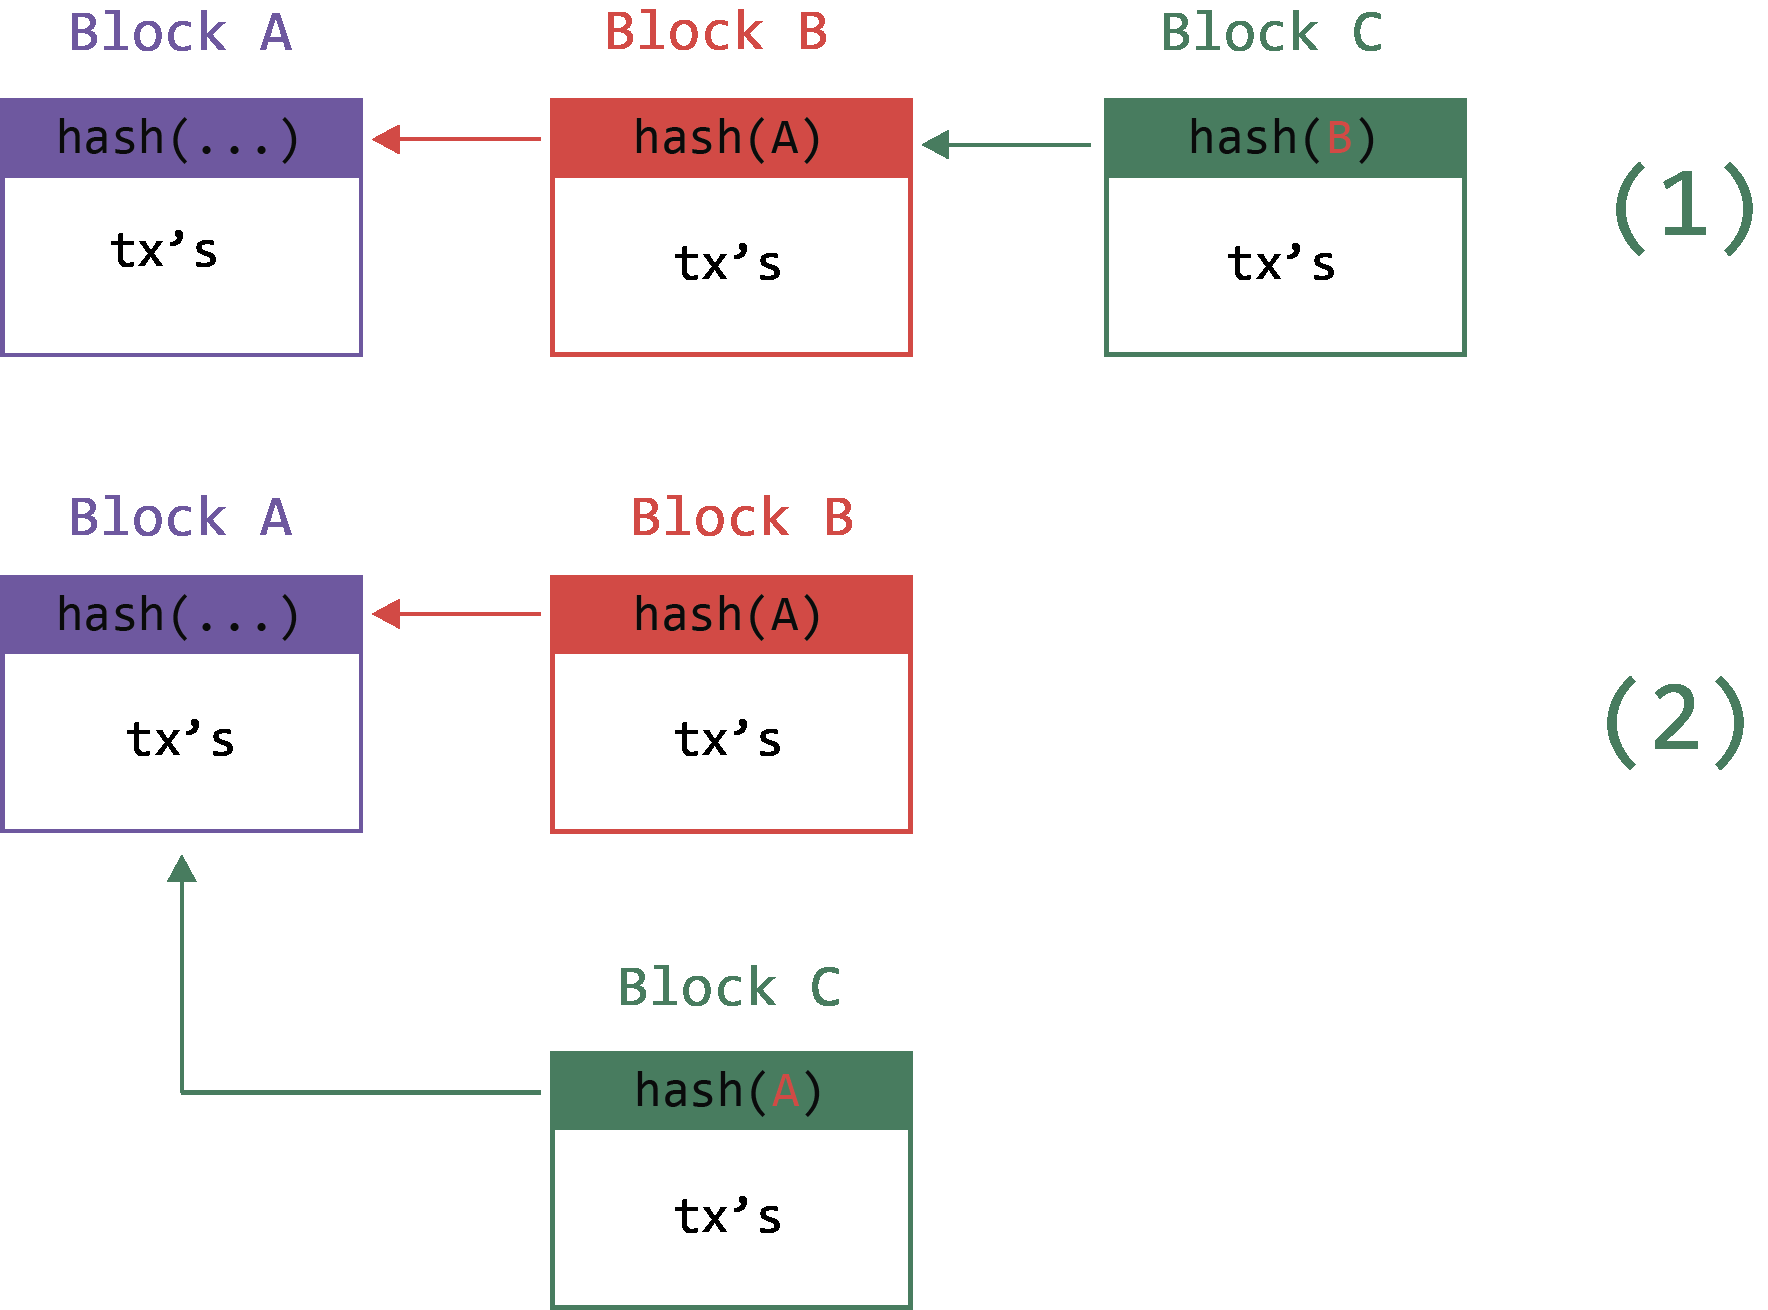 Block A Block B Block C
hash(...) hash(A) hash(B)
(1)
tx’s tx’s tx’s
Block A Block B
hash(...) hash(A)
(2)
tx’s tx’s
Block C
hash(A)
tx’s